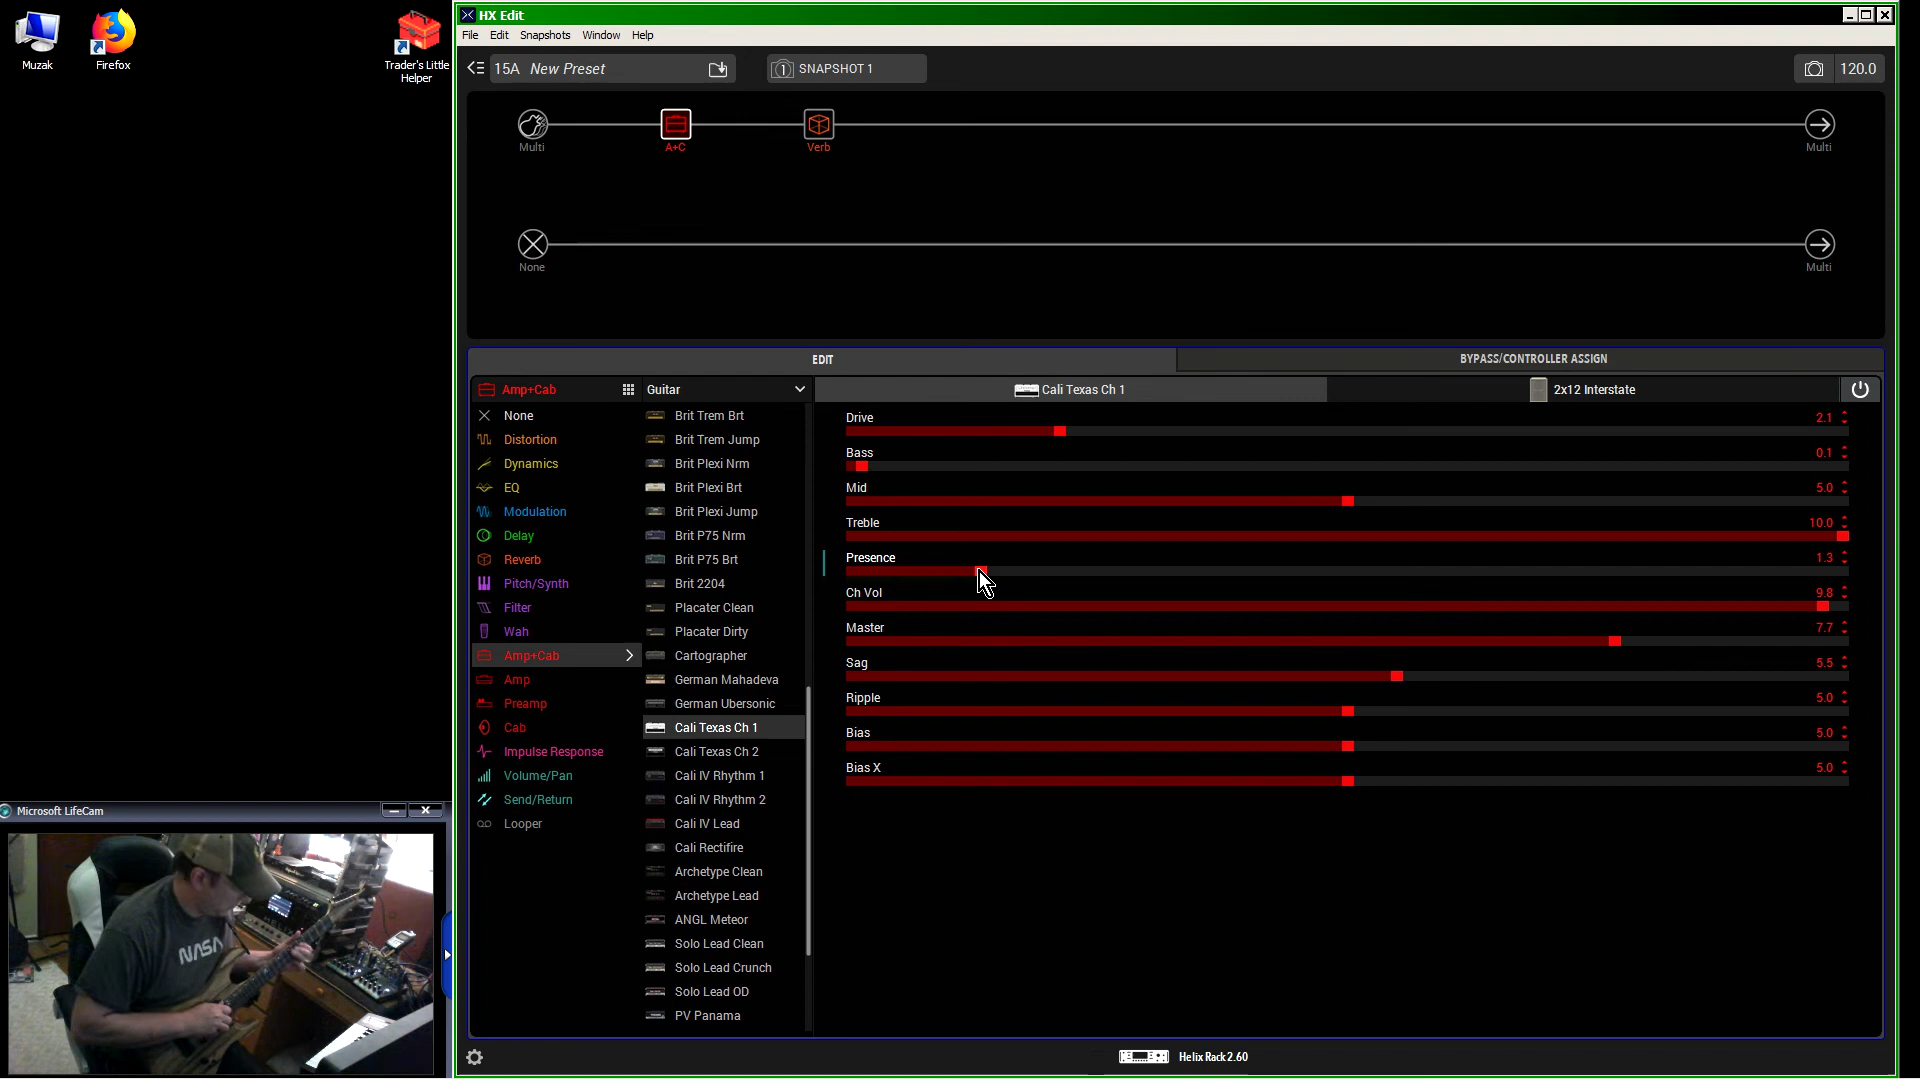 Muzak
Firefox
Trader's Little
Helper
HX Edit
File Edit Snapshots Window Help
15A New Preset
1 SNAPSHOT 1
120.0
Multi
A+C
Verb
Multi
None
Multi
EDIT
BYPASS/CONTROLLER ASSIGN
Amp+Cab
Guitar
Cali Texas Ch 1
2x12 Interstate
None
Distortion
Dynamics
EQ
Modulation
Delay
Reverb
Pitch/Synth
Filter
Wah
Amp+Cab
Amp
Preamp
Cab
Impulse Response
Volume/Pan
Send/Return
Looper
Brit Trem Brt
Brit Trem Jump
Brit Plexi Nrm
Brit Plexi Brt
Brit Plexi Jump
Brit P75 Nrm
Brit P75 Brt
Brit 2204
Placater Clean
Placater Dirty
Cartographer
German Mahadeva
German Ubersonic
Cali Texas Ch 1
Cali Texas Ch 2
Cali IV Rhythm 1
Cali IV Rhythm 2
Cali IV Lead
Cali Rectifire
Archetype Clean
Archetype Lead
ANGL Meteor
Solo Lead Clean
Solo Lead Crunch
Solo Lead OD
PV Panama
Drive 2.1
Bass 0.1
Mid 5.0
Treble 10.0
Presence 1.3
Ch Vol 9.8
Master 7.7
Sag 5.5
Ripple 5.0
Bias 5.0
Bias X 5.0
Microsoft LifeCam
NASA
Helix Rack 2.60